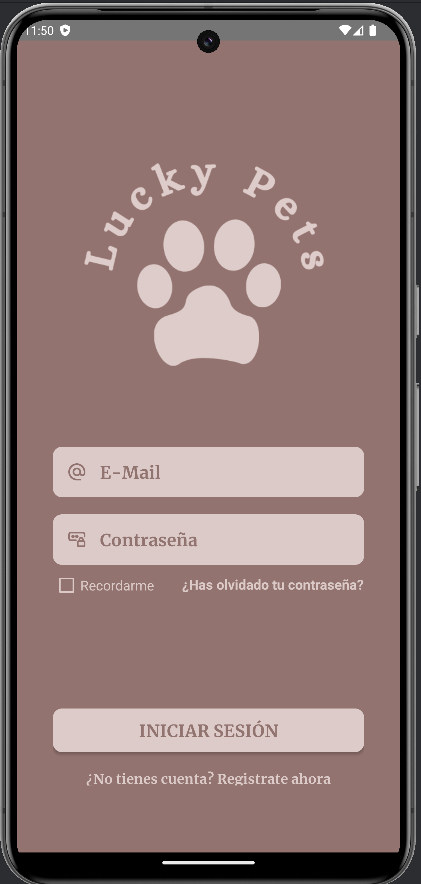 11:50
Lucky Pets
E-Mail
Contraseña
Recordarme ¿Has olvidado tu contraseña?
INICIAR SESIÓN
¿No tienes cuenta? Registrate ahora